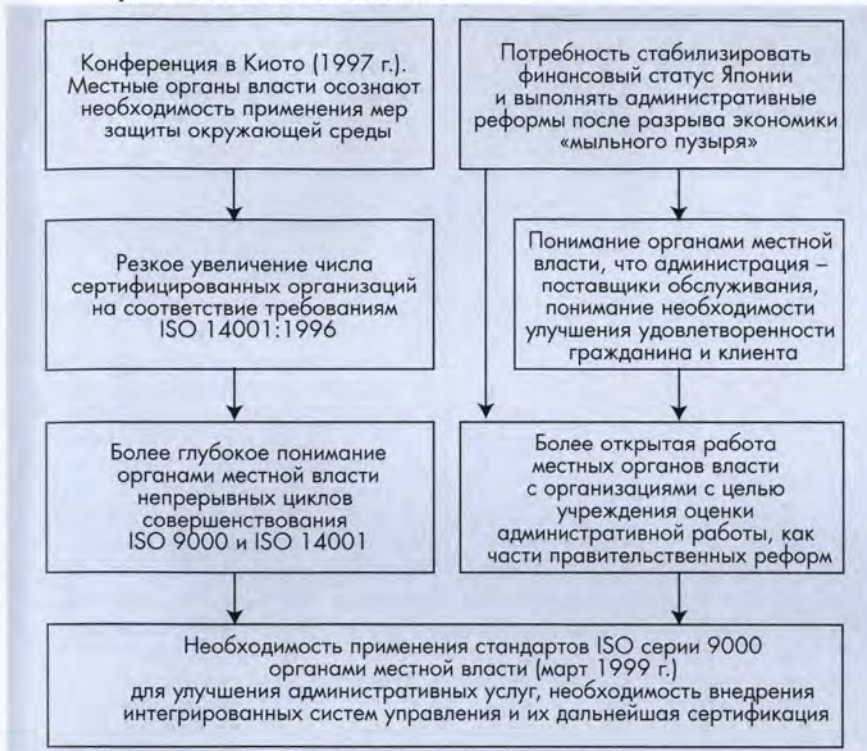 Конференция в Киото (1997 г.).
Местные органы власти осознают
необходимость применения мер
защиты окружающей среды
Потребность стабилизировать
финансовый статус Японии
и выполнять административные
реформы после разрыва экономики
«мыльного пузыря»
Резкое увеличение числа
сертифицированных организаций
на соответствие требованиям
ISO 14001:1996
Понимание органами местной
власти, что администрация –
поставщики обслуживания,
понимание необходимости
улучшения удовлетворенности
гражданина и клиента
Более глубокое понимание
органами местной власти
непрерывных циклов
совершенствования
ISO 9000 и ISO 14001
Более открытая работа
местных органов власти
с организациями с целью
учреждения оценки
административной работы, как
части правительственных реформ
Необходимость применения стандартов ISO серии 9000
органами местной власти (март 1999 г.)
для улучшения административных услуг, необходимость внедрения
интегрированных систем управления и их дальнейшая сертификация